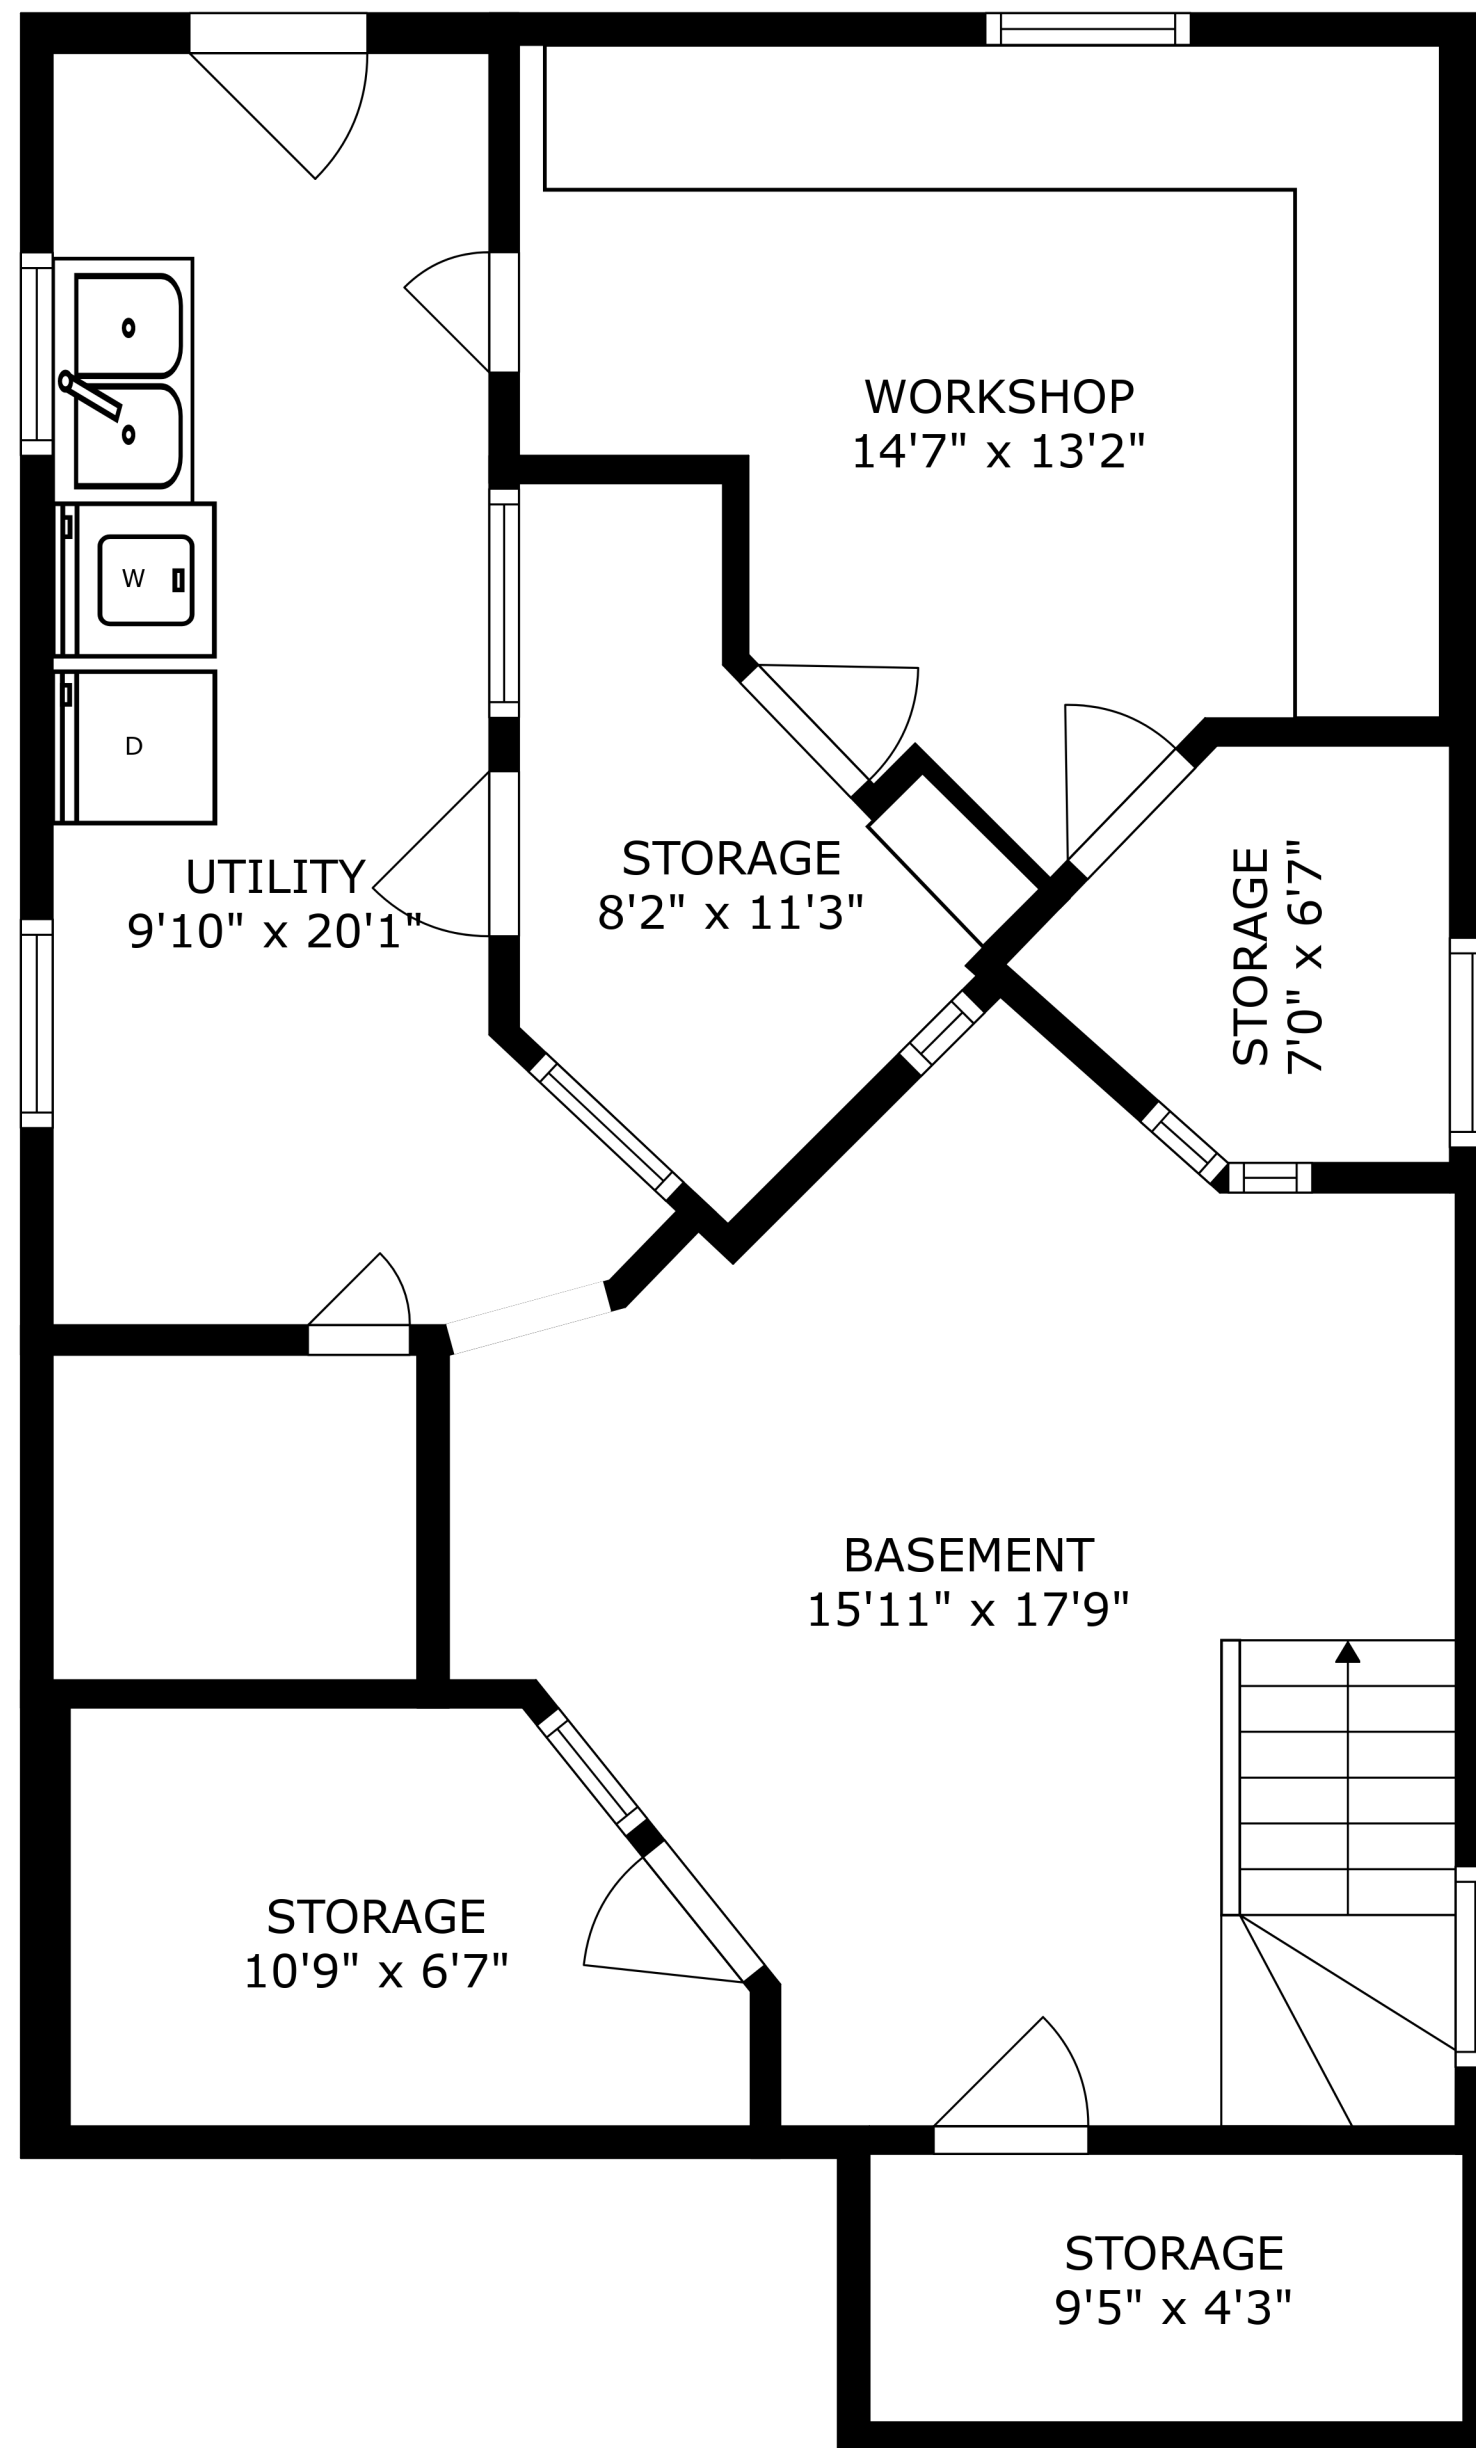 WORKSHOP
14'7" x 13'2"
W
D
UTILITY
9'10" x 20'1"
STORAGE
8'2" x 11'3"
STORAGE
7'0" x 6'7"
BASEMENT
15'11" x 17'9"
STORAGE
10'9" x 6'7"
STORAGE
9'5" x 4'3"